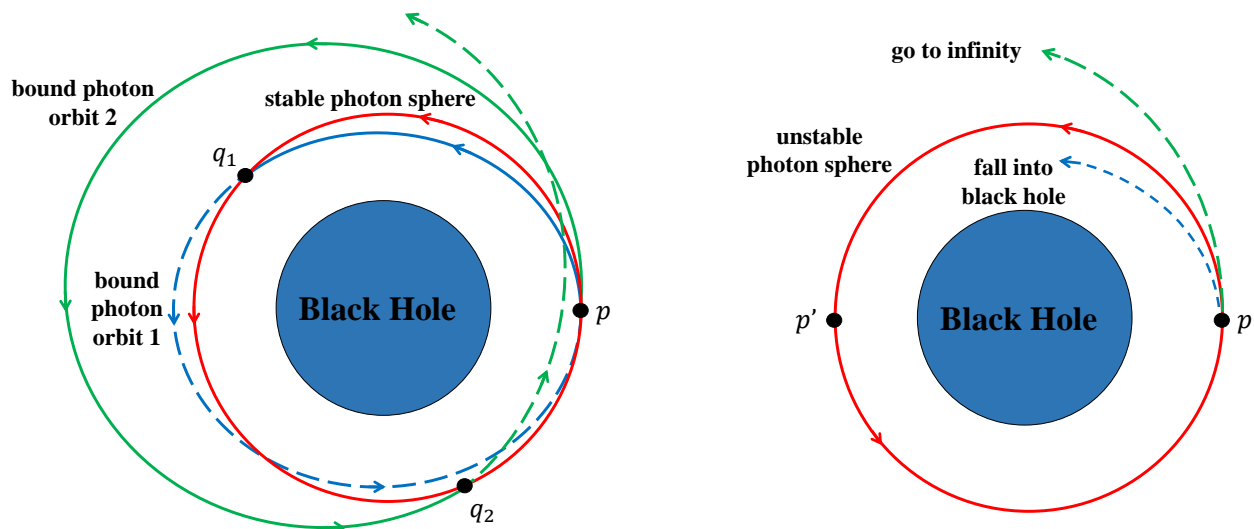 bound photon
orbit 2
stable photon sphere
q₁
bound
photon
orbit 1
Black Hole
p
q₂
go to infinity
unstable
photon sphere
fall into
black hole
p’
Black Hole
p